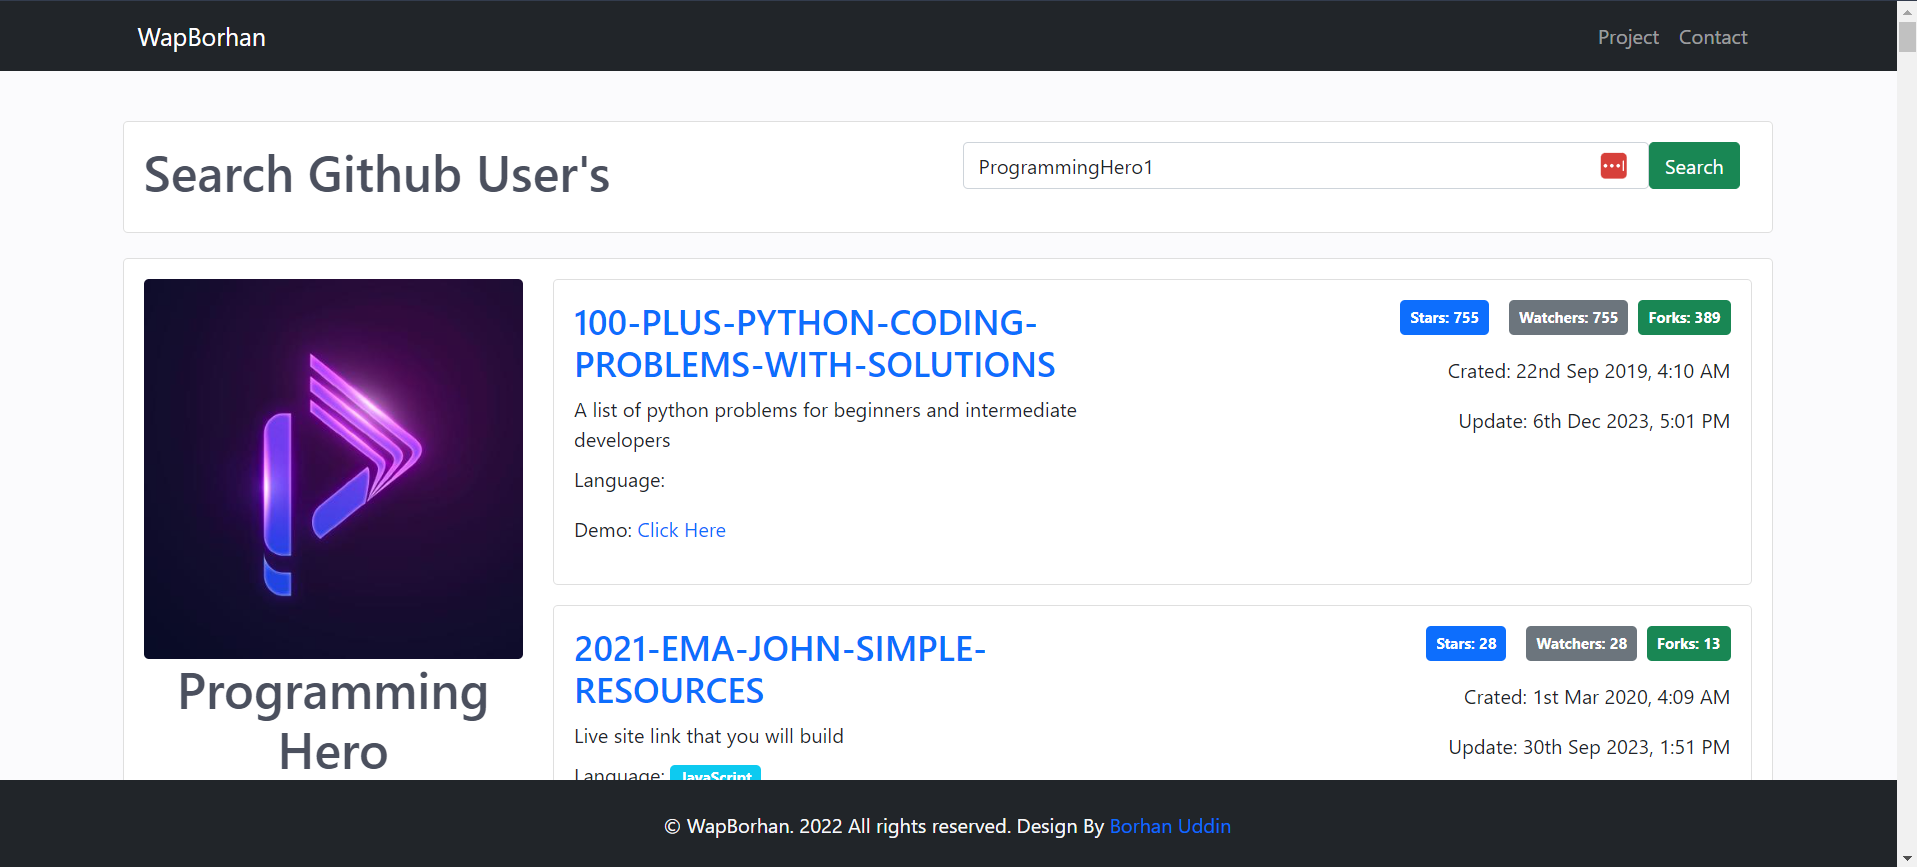 WapBorhan
Project Contact
Search Github User's
ProgrammingHero1
Search
100-PLUS-PYTHON-CODING-
PROBLEMS-WITH-SOLUTIONS
A list of python problems for beginners and intermediate
developers
Language:
Demo: Click Here
Stars: 755 Watchers: 755 Forks: 389
Crated: 22nd Sep 2019, 4:10 AM
Update: 6th Dec 2023, 5:01 PM
Programming
Hero
2021-EMA-JOHN-SIMPLE-
RESOURCES
Live site link that you will build
Language: JavaScript
Stars: 28 Watchers: 28 Forks: 13
Crated: 1st Mar 2020, 4:09 AM
Update: 30th Sep 2023, 1:51 PM
© WapBorhan. 2022 All rights reserved. Design By Borhan Uddin